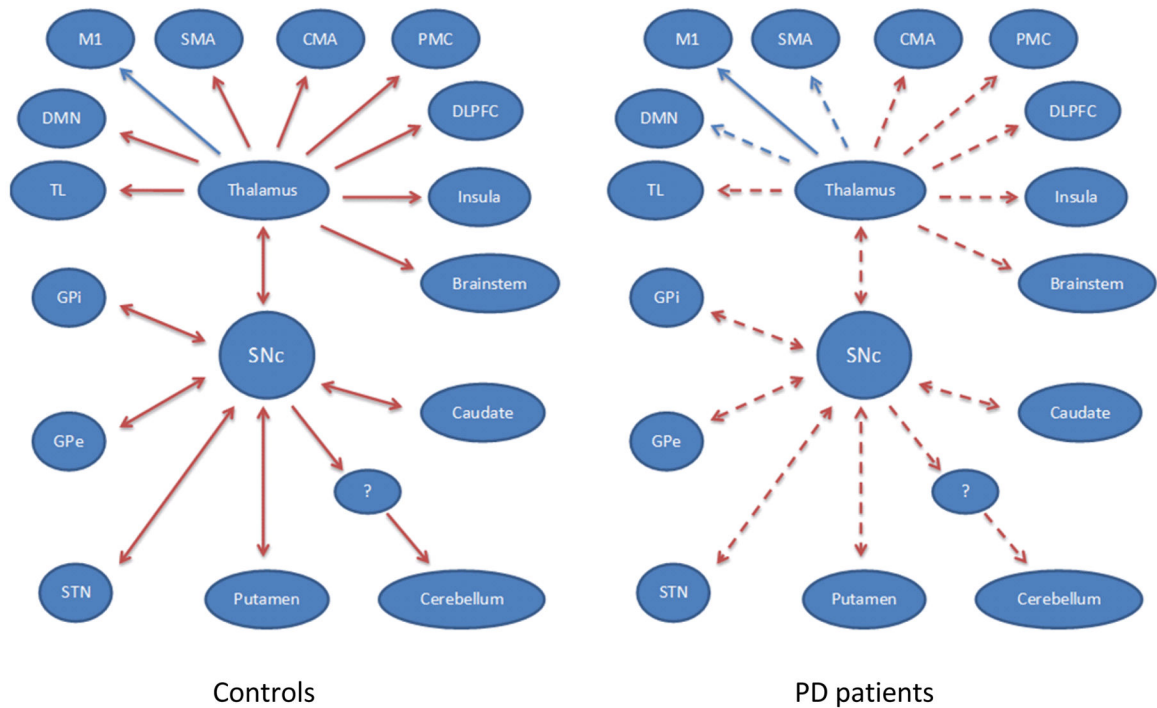 M1
SMA
CMA
PMC
DMN
DLPFC
TL
Thalamus
Insula
Brainstem
GPi
SNc
Caudate
GPe
?
STN
Putamen
Cerebellum
Controls
M1
SMA
CMA
PMC
DMN
DLPFC
TL
Thalamus
Insula
Brainstem
GPi
SNc
Caudate
GPe
?
STN
Putamen
Cerebellum
PD patients